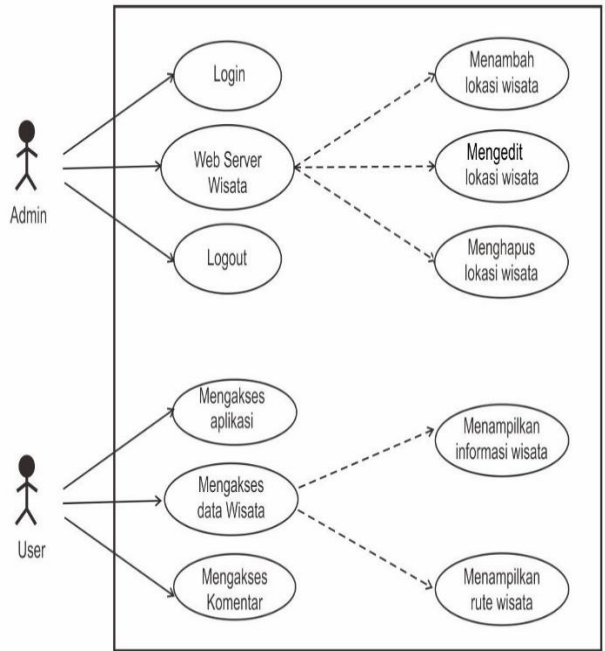 Login
Menambah
lokasi wisata
Web Server
Wisata
Mengedit
lokasi wisata
Admin
Logout
Menghapus
lokasi wisata
Mengakses
aplikasi
Menampilkan
informasi wisata
Mengakses
data Wisata
User
Mengakses
Komentar
Menampilkan
rute wisata